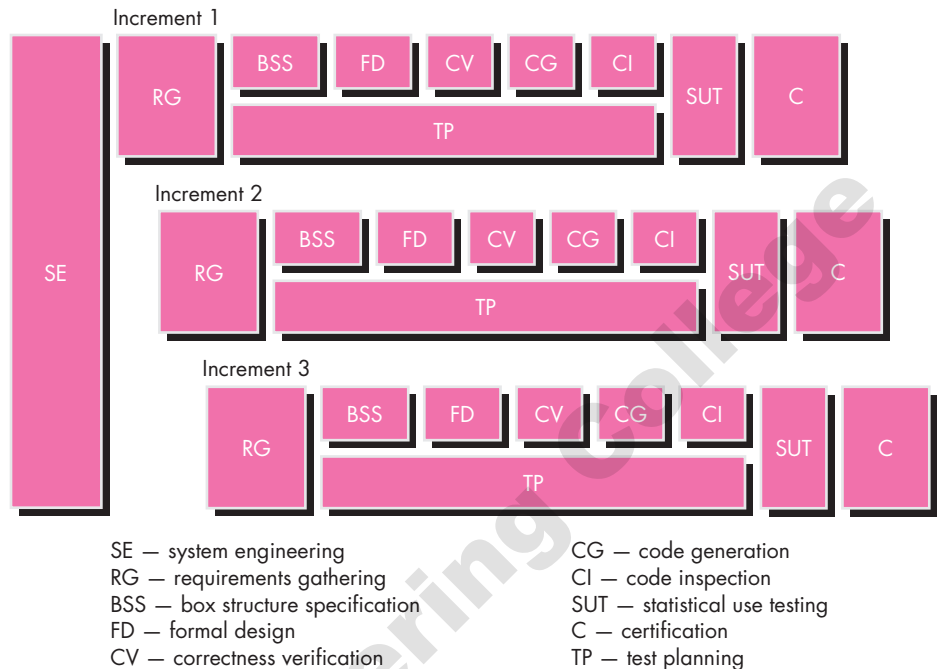 Increment 1
BSS FD CV CG CI
RG SUT C
TP
Increment 2
BSS FD CV CG CI
SE RG SUT C
TP
Increment 3
BSS FD CV CG CI
RG SUT C
TP
SE — system engineering
RG — requirements gathering
BSS — box structure specification
FD — formal design
CV — correctness verification
CG — code generation
CI — code inspection
SUT — statistical use testing
C — certification
TP — test planning
ering College